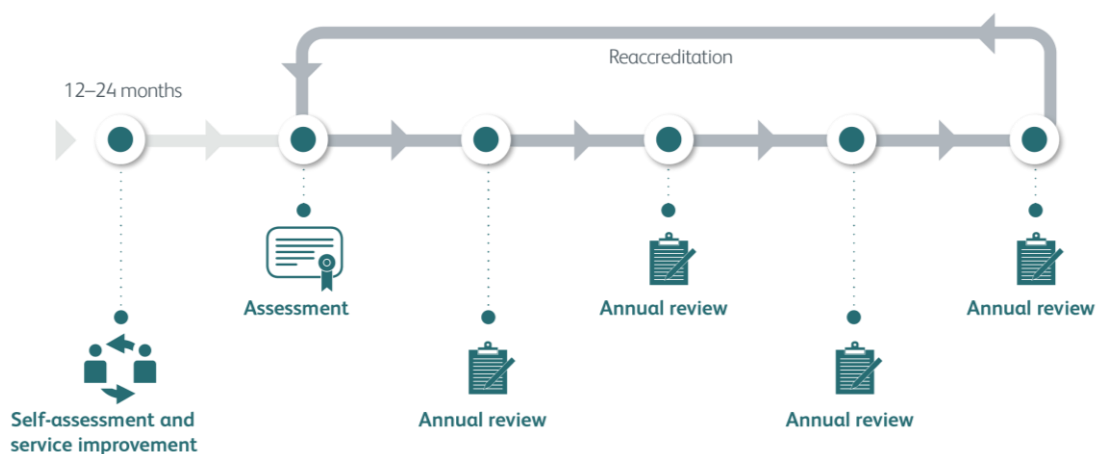 Reaccreditation
12–24 months
Assessment
Annual review
Annual review
Self-assessment and
service improvement
Annual review
Annual review